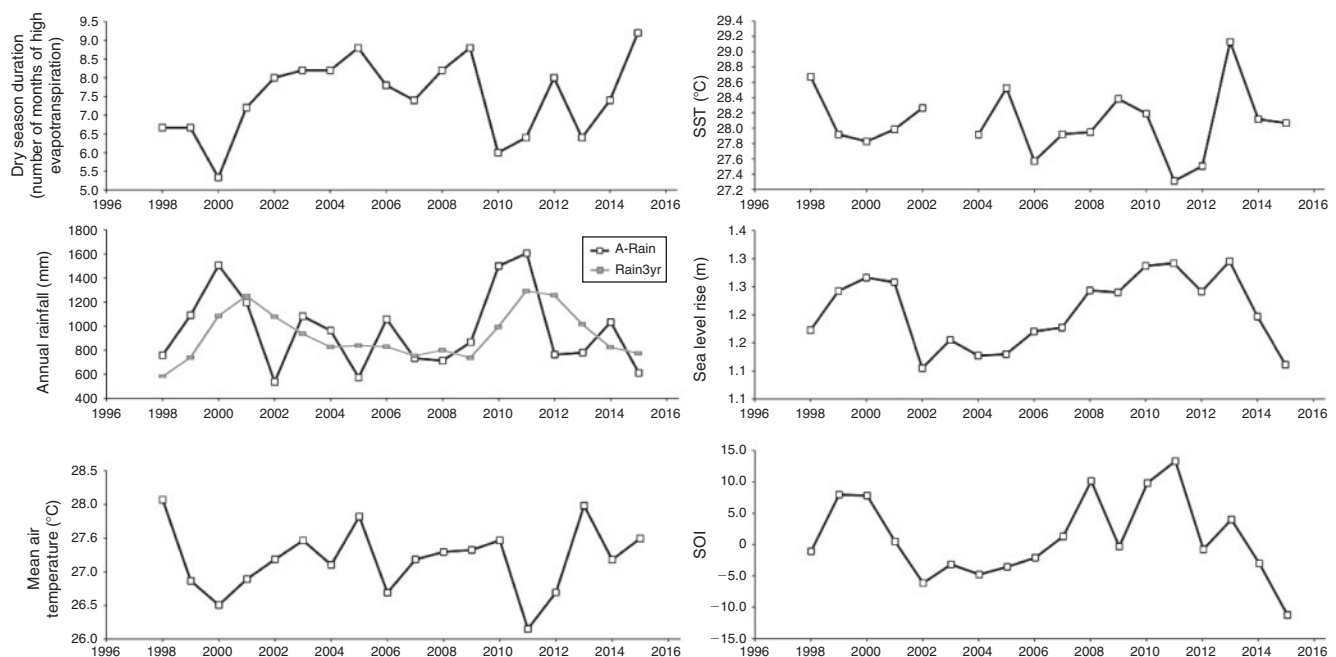 Dry season duration
(number of months of high
evapotranspiration)
9.5
9.0
8.5
8.0
7.5
7.0
6.5
6.0
5.5
5.0
1996 1998 2000 2002 2004 2006 2008 2010 2012 2014 2016
SST (°C)
29.4
29.2
29.0
28.8
28.6
28.4
28.2
28.0
27.8
27.6
27.4
27.2
1996 1998 2000 2002 2004 2006 2008 2010 2012 2014 2016
Annual rainfall (mm)
1800
1600
1400
1200
1000
800
600
400
A-Rain
Rain3yr
1996 1998 2000 2002 2004 2006 2008 2010 2012 2014 2016
Sea level rise (m)
1.4
1.3
1.3
1.2
1.2
1.1
1.1
1996 1998 2000 2002 2004 2006 2008 2010 2012 2014 2016
Mean air
temperature (°C)
28.5
28.0
27.6
27.0
26.5
26.0
1996 1998 2000 2002 2004 2006 2008 2010 2012 2014 2016
SOI
15.0
10.0
5.0
0
−5.0
−10.0
−15.0
1996 1998 2000 2002 2004 2006 2008 2010 2012 2014 2016